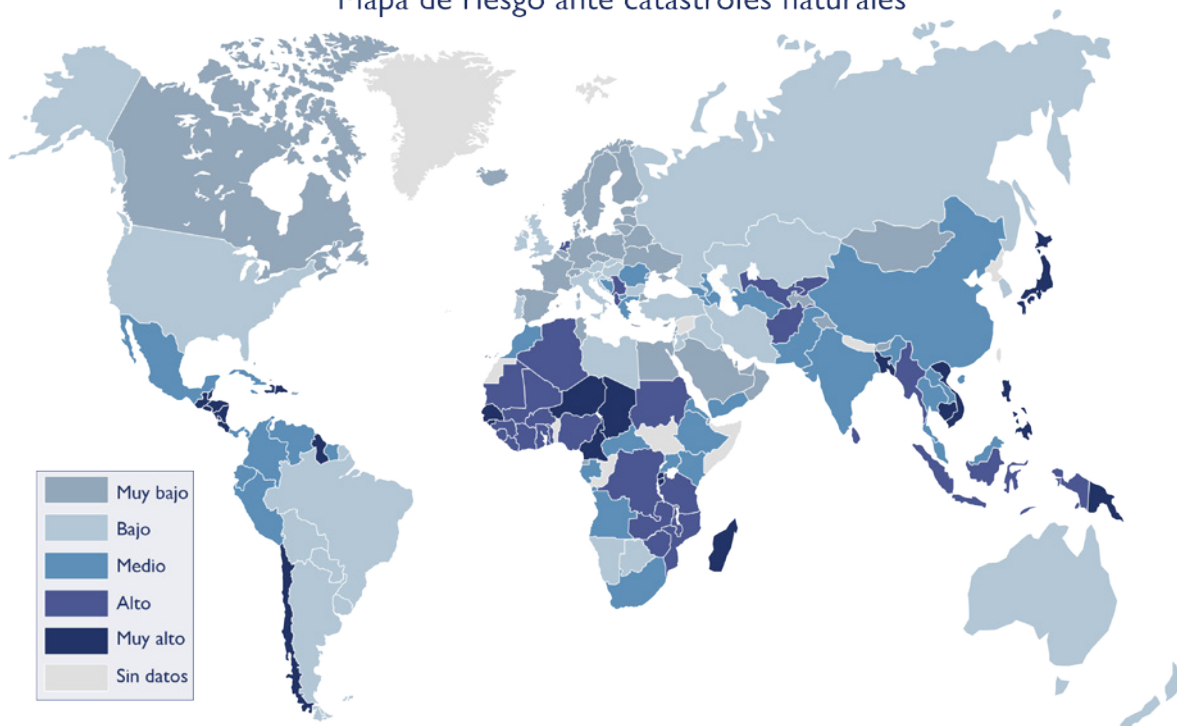 Mapa de riesgo ante catástrofes naturales
Muy bajo
Bajo
Medio
Alto
Muy alto
Sin datos